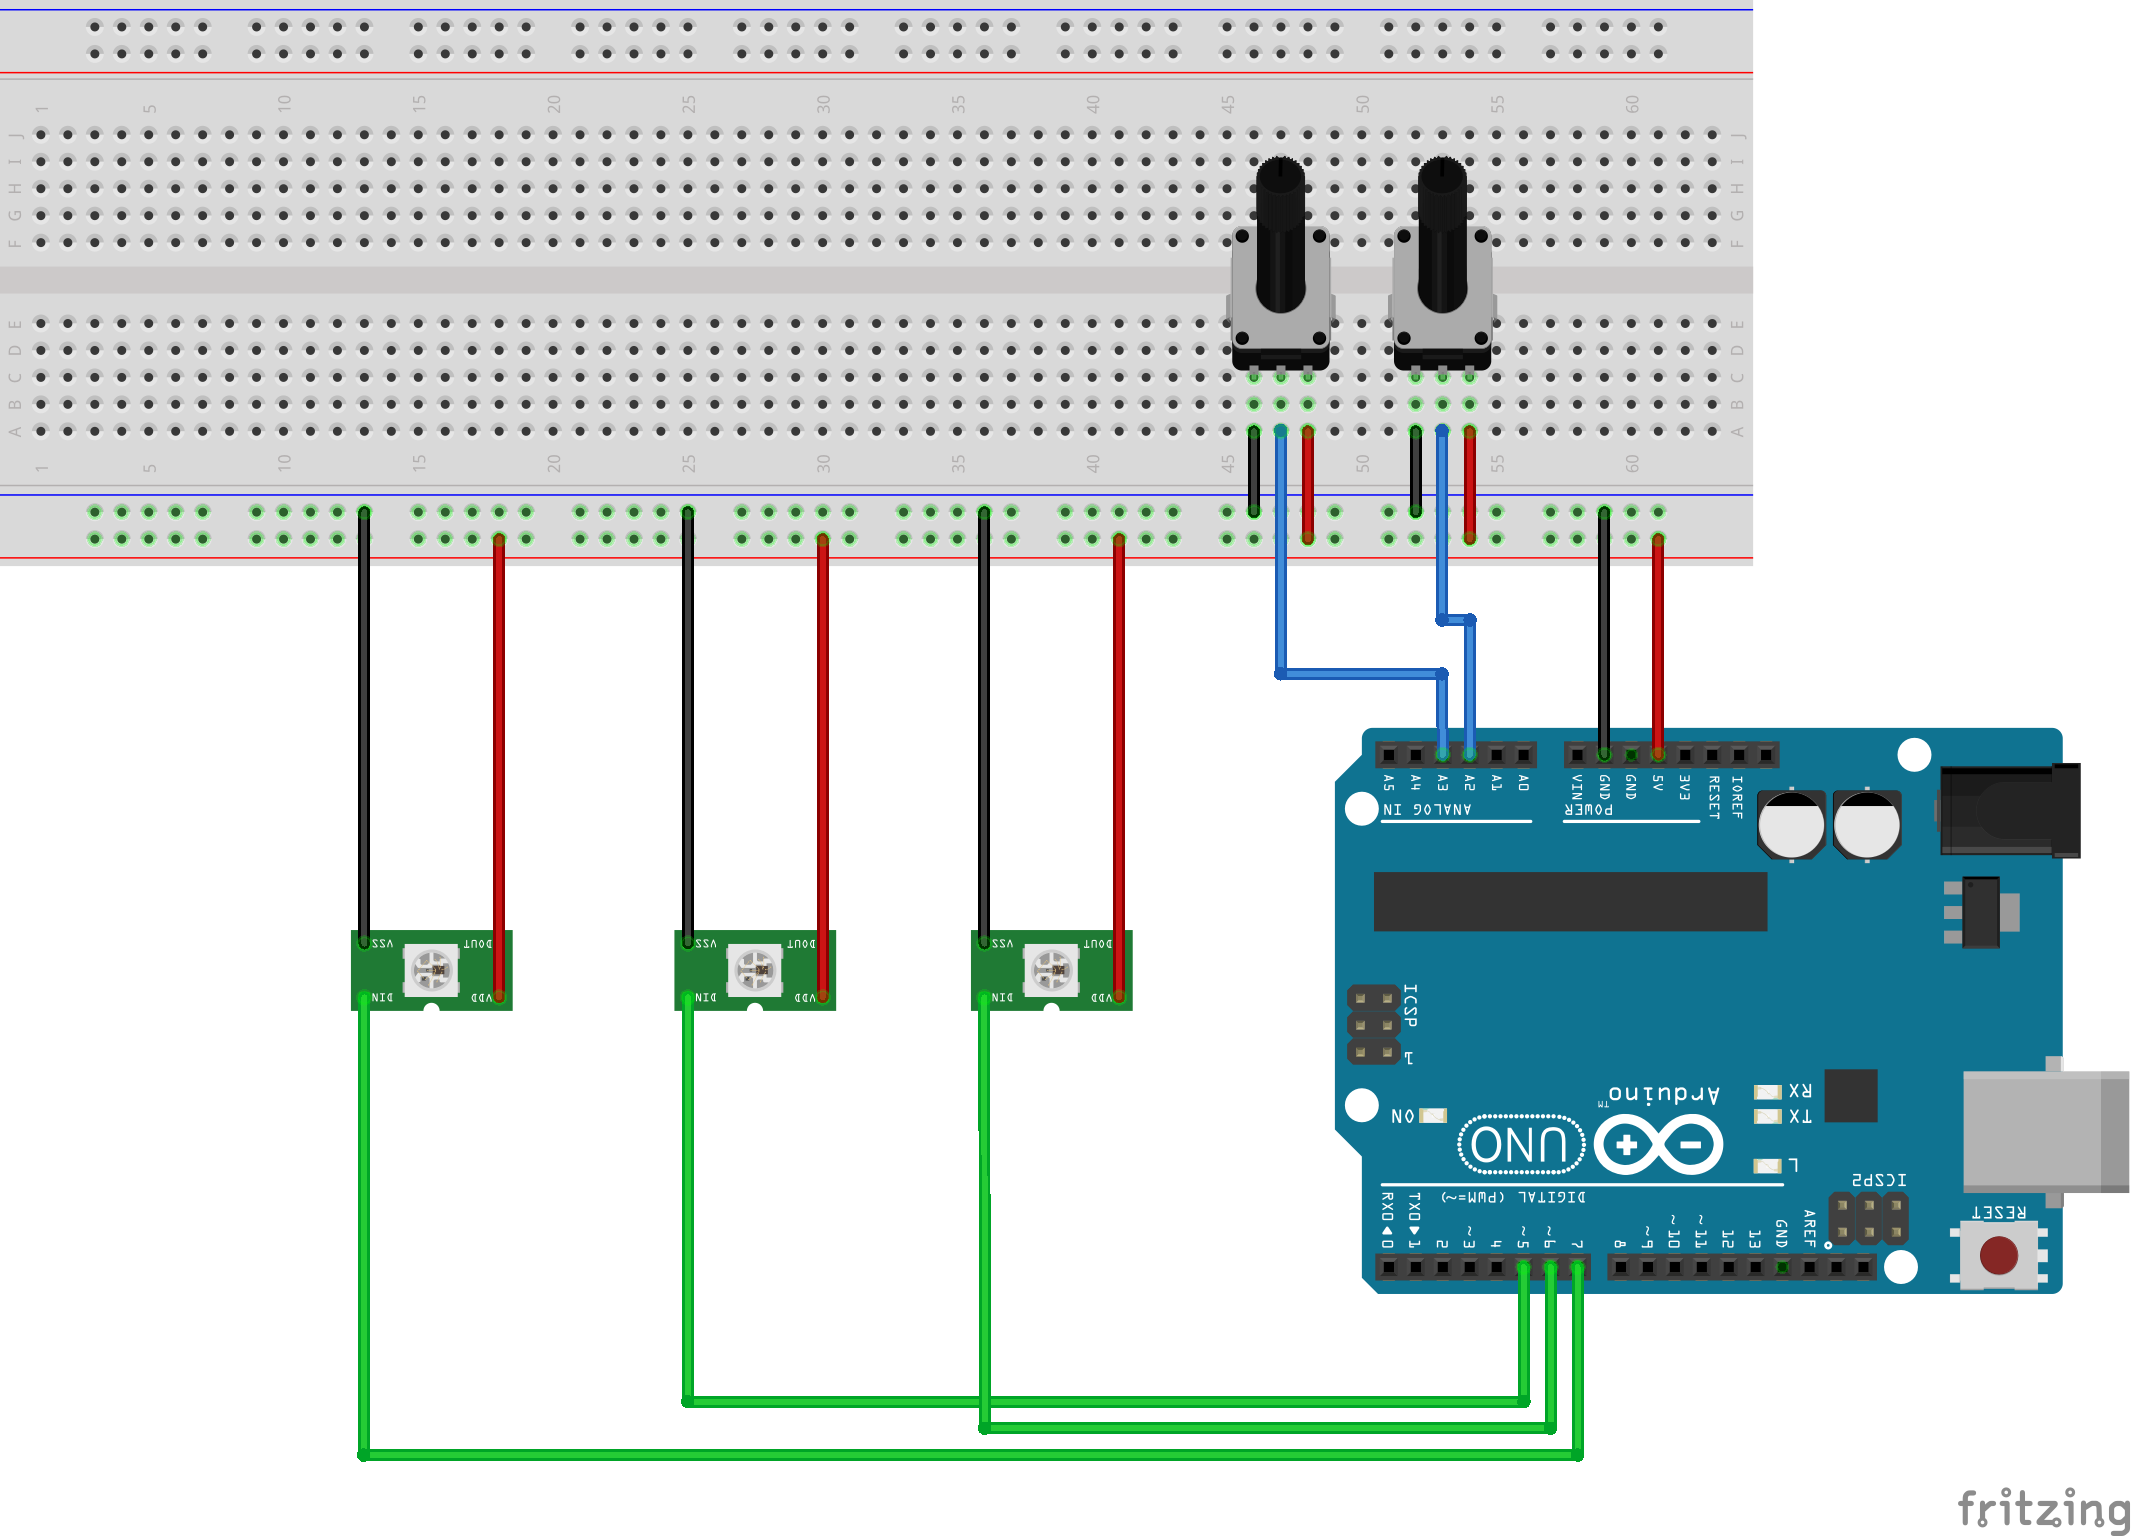 1 5 10 15 20 25 30 35 40 45 50 55 60
J J
I I
H H
G G
F F
E E
D D
C C
B B
A A
1 5 10 15 20 25 30 35 40 45 50 55 60
A5 A4 A3 A2 A1 A0 VIN GND GND 5V 3V3 RESET IOREF
ANALOG IN POWER
VSS DOUT VSS DOUT VSS DOUT
DIN VDD DIN VDD DIN VDD
ICSP
1
Arduino
TM
RX
TX
ON
UNO
L
ICSP2
DIGITAL (PWM=~)
RESET
RX0 0 TX0 1 2 ~3 4 ~5 ~6 7 8 ~9 ~10 ~11 12 13 GND AREF
fritzing